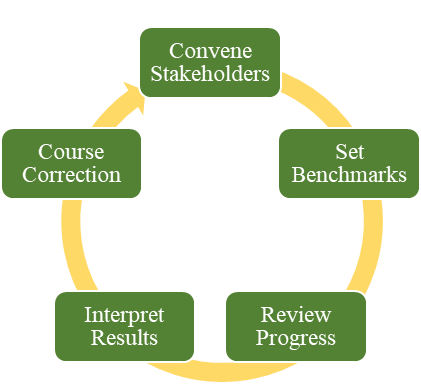 Convene
Stakeholders
Set
Benchmarks
Review
Progress
Interpret
Results
Course
Correction